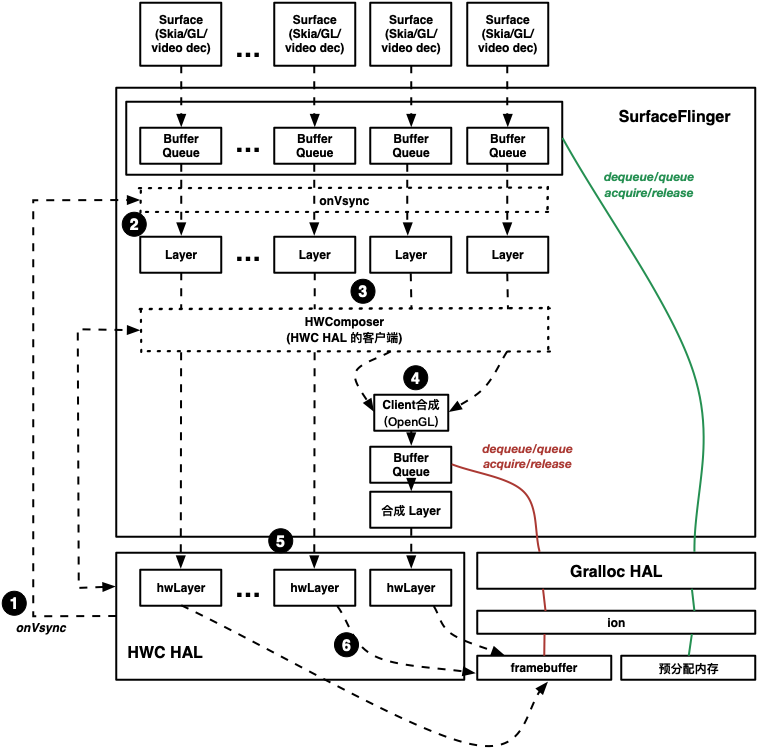 Surface
(Skia/GL/
video dec)
...
Surface
(Skia/GL/
video dec)
Surface
(Skia/GL/
video dec)
Surface
(Skia/GL/
video dec)
SurfaceFlinger
Buffer
Queue
...
Buffer
Queue
Buffer
Queue
Buffer
Queue
dequeue/queue
acquire/release
onVsync
2
Layer
...
Layer
Layer
Layer
3
HWComposer
(HWC HAL 的客户端)
4
Client合成
(OpenGL)
Buffer
Queue
dequeue/queue
acquire/release
合成 Layer
5
hwLayer
...
hwLayer
hwLayer
Gralloc HAL
1
onVsync
ion
6
HWC HAL
framebuffer
预分配内存